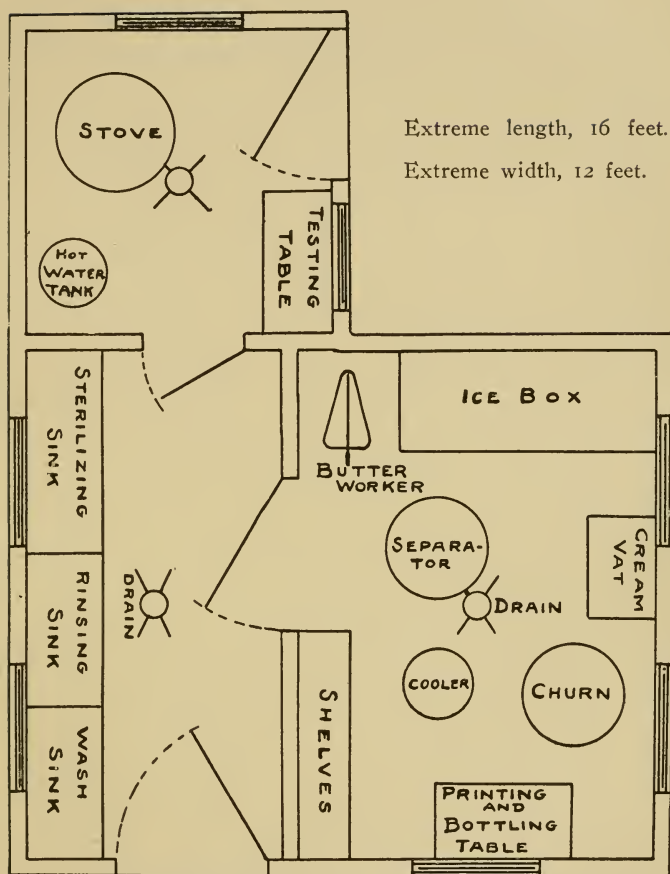 STOVE
Extreme length, 16 feet.
Extreme width, 12 feet.
HOT
WATER
TANK
TESTING
TABLE
STERILIZING
SINK
ICE BOX
BUTTER
WORKER
SEPARA-
TOR
CREAM
VAT
DRAIN
DRAIN
RINSING
SINK
COOLER
CHURN
SHELVES
WASH
SINK
PRINTING
AND
BOTTLING
TABLE